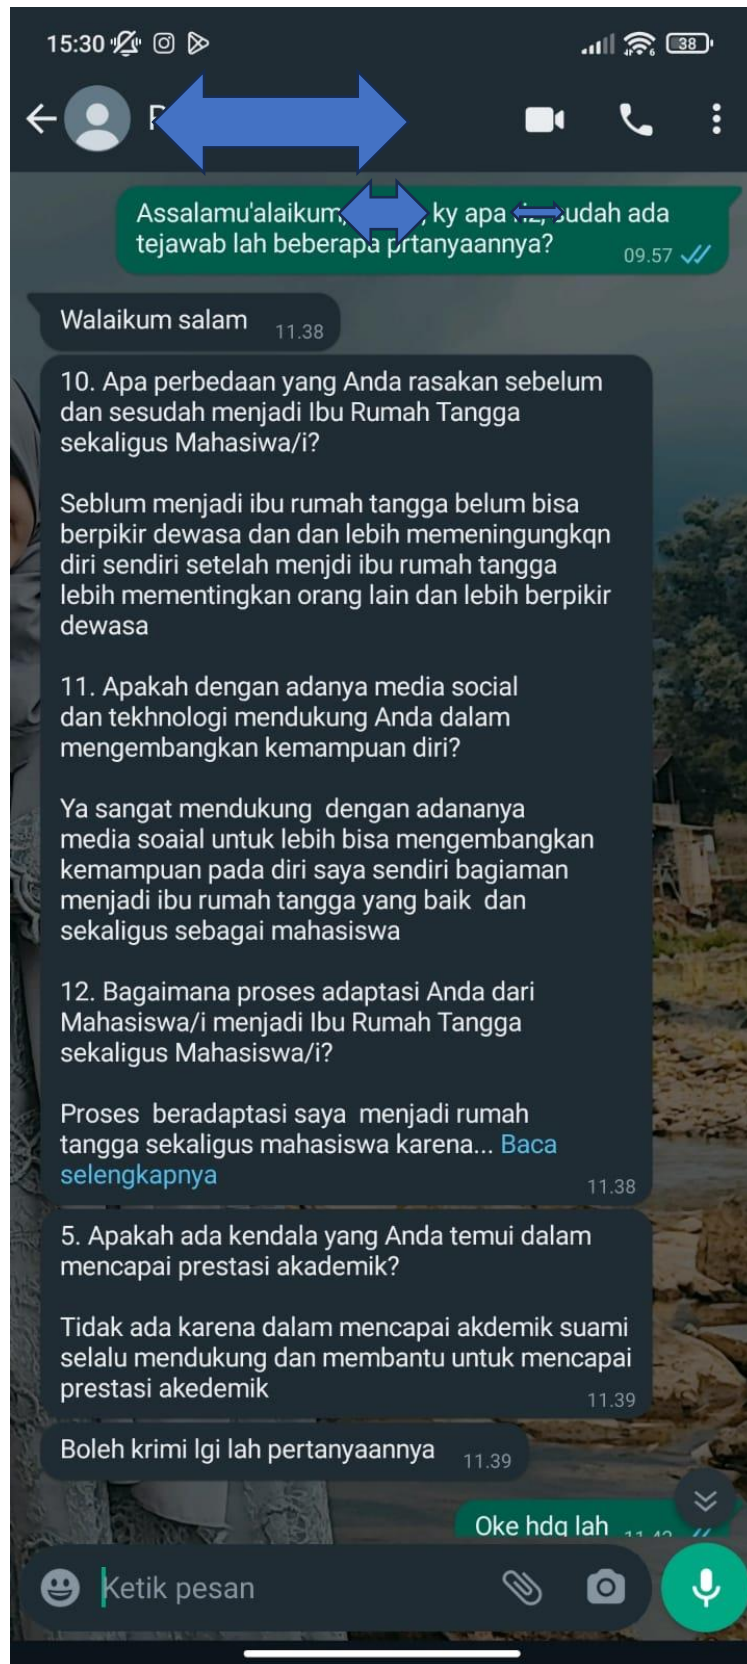 15:30
38
Assalamu'alaikum, ky apa sudah ada
tejawab lah beberapa prtanyaannya?
09.57
Walaikum salam
11.38
10. Apa perbedaan yang Anda rasakan sebelum
dan sesudah menjadi Ibu Rumah Tangga
sekaligus Mahasiwa/i?
Seblum menjadi ibu rumah tangga belum bisa
berpikir dewasa dan dan lebih memeningungkqn
diri sendiri setelah menjdi ibu rumah tangga
lebih mementingkan orang lain dan lebih berpikir
dewasa
11. Apakah dengan adanya media social
dan tekhnologi mendukung Anda dalam
mengembangkan kemampuan diri?
Ya sangat mendukung dengan adananya
media soaial untuk lebih bisa mengembangkan
kemampuan pada diri saya sendiri bagiaman
menjadi ibu rumah tangga yang baik dan
sekaligus sebagai mahasiswa
12. Bagaimana proses adaptasi Anda dari
Mahasiswa/i menjadi Ibu Rumah Tangga
sekaligus Mahasiswa/i?
Proses beradaptasi saya menjadi rumah
tangga sekaligus mahasiswa karena... Baca
selengkapnya
11.38
5. Apakah ada kendala yang Anda temui dalam
mencapai prestasi akademik?
Tidak ada karena dalam mencapai akdemik suami
selalu mendukung dan membantu untuk mencapai
prestasi akedemik
11.39
Boleh krimi lgi lah pertanyaannya
11.39
Oke hdq lah
Ketik pesan